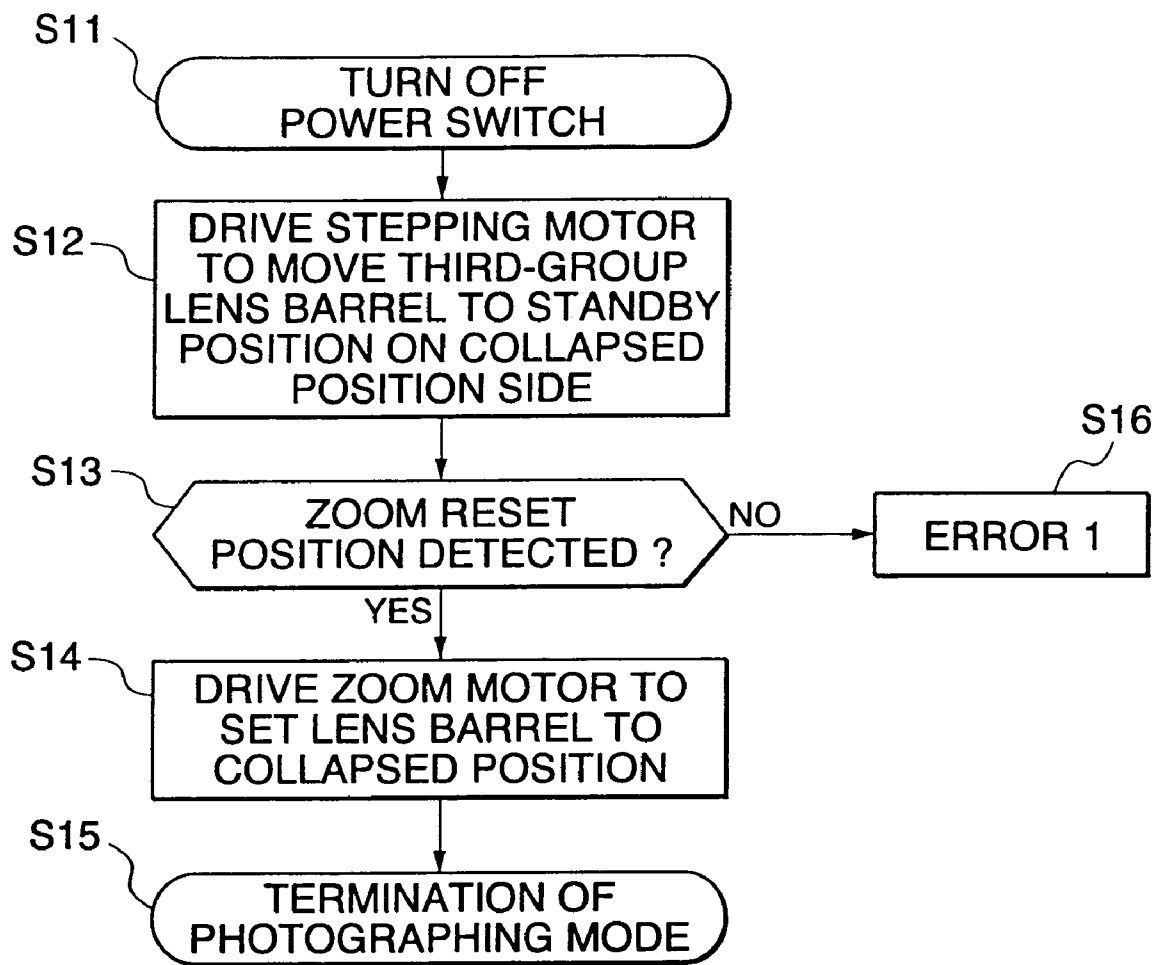 S11
TURN OFF
POWER SWITCH
S12
DRIVE STEPPING MOTOR
TO MOVE THIRD-GROUP
LENS BARREL TO STANDBY
POSITION ON COLLAPSED
POSITION SIDE
S13
ZOOM RESET
POSITION DETECTED ?
NO
S16
ERROR 1
YES
S14
DRIVE ZOOM MOTOR TO
SET LENS BARREL TO
COLLAPSED POSITION
S15
TERMINATION OF
PHOTOGRAPHING MODE